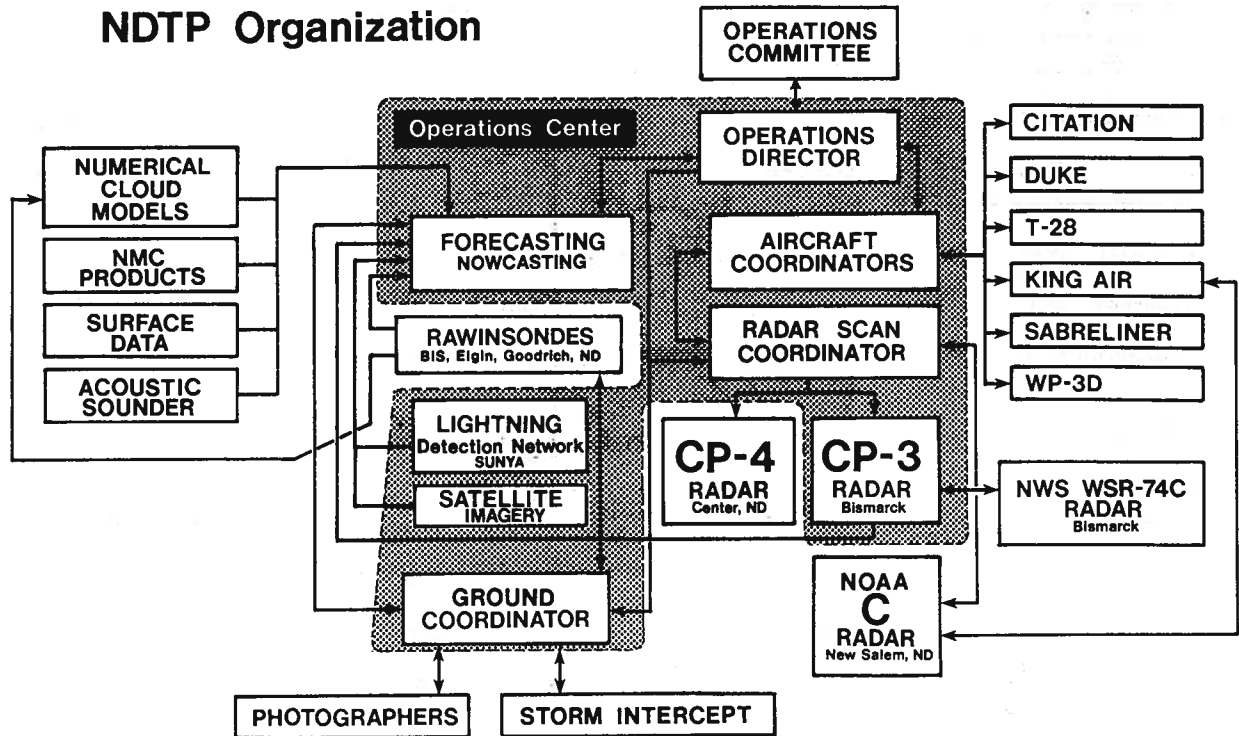 NDTP Organization
OPERATIONS
COMMITTEE
Operations Center
OPERATIONS
DIRECTOR
NUMERICAL
CLOUD
MODELS
NMC
PRODUCTS
SURFACE
DATA
ACOUSTIC
SOUNDER
FORECASTING
NOWCASTING
AIRCRAFT
COORDINATORS
RAWINSONDES
BIS, Elgin, Goodrich, ND
RADAR SCAN
COORDINATOR
CITATION
DUKE
T-28
KING AIR
SABRELINER
WP-3D
LIGHTNING
Detection Network
SUNYA
SATELLITE
IMAGERY
CP-4
RADAR
Center, ND
CP-3
RADAR
Bismarck
NWS WSR-74C
RADAR
Bismarck
GROUND
COORDINATOR
NOAA
C
RADAR
New Salem, ND
PHOTOGRAPHERS
STORM INTERCEPT